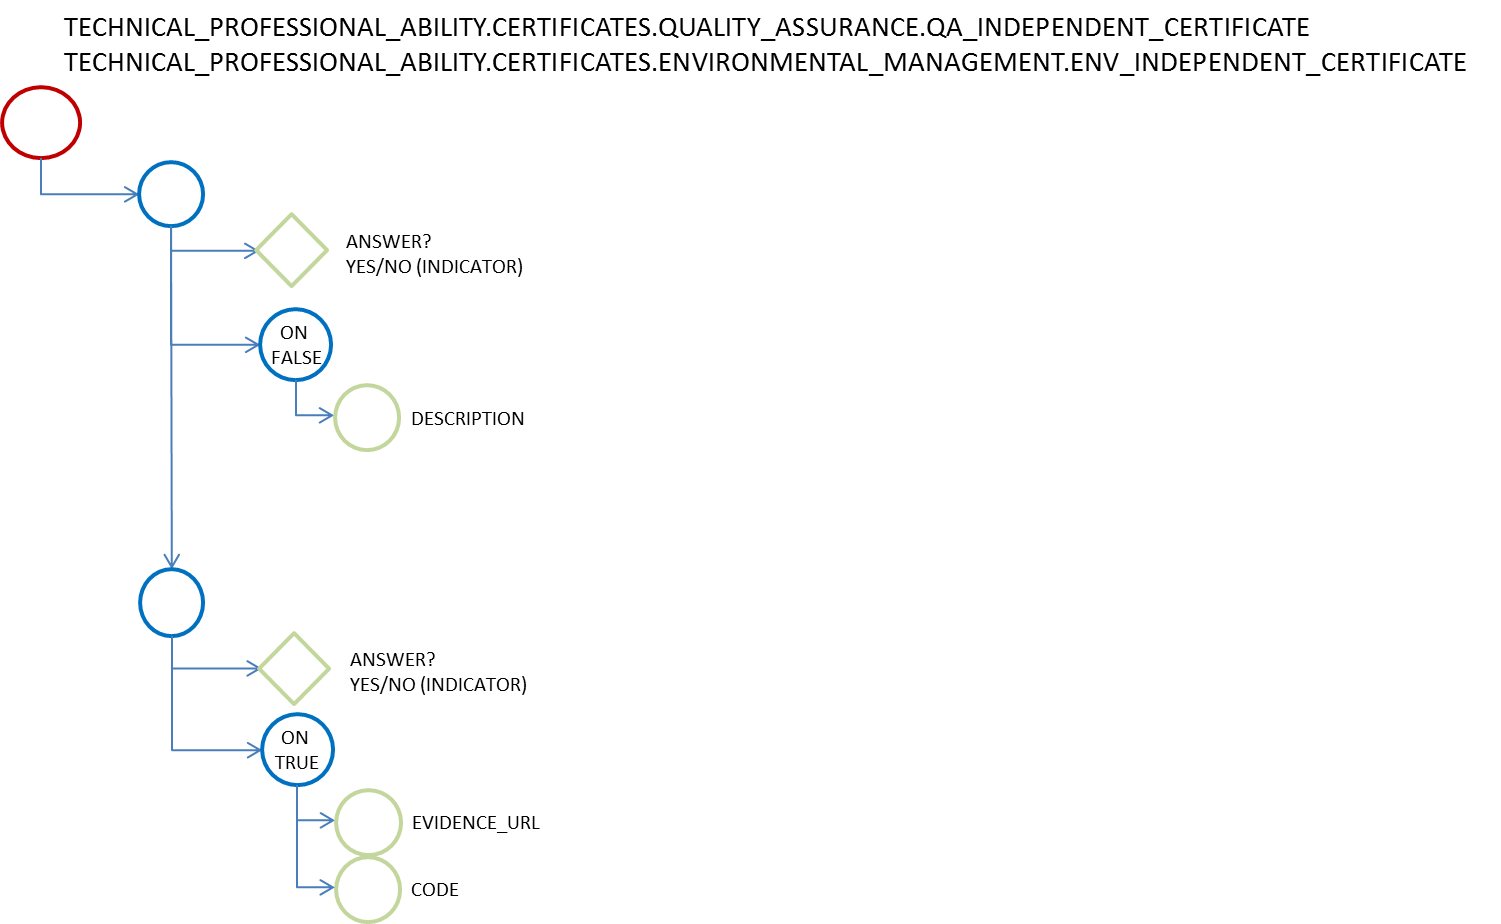 TECHNICAL_PROFESSIONAL_ABILITY.CERTIFICATES.QUALITY_ASSURANCE.QA_INDEPENDENT_CERTIFICATE
TECHNICAL_PROFESSIONAL_ABILITY.CERTIFICATES.ENVIRONMENTAL_MANAGEMENT.ENV_INDEPENDENT_CERTIFICATE
ANSWER?
YES/NO (INDICATOR)
ON
FALSE
DESCRIPTION
ANSWER?
YES/NO (INDICATOR)
ON
TRUE
EVIDENCE_URL
CODE